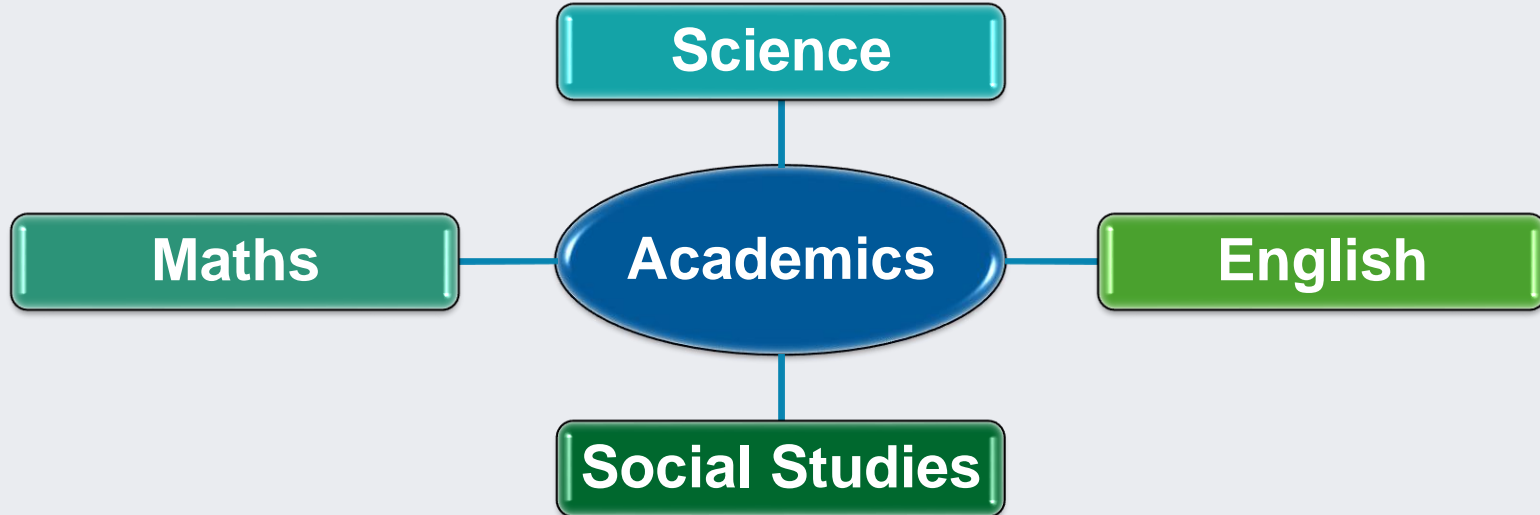 Science
Maths
Academics
English
Social Studies